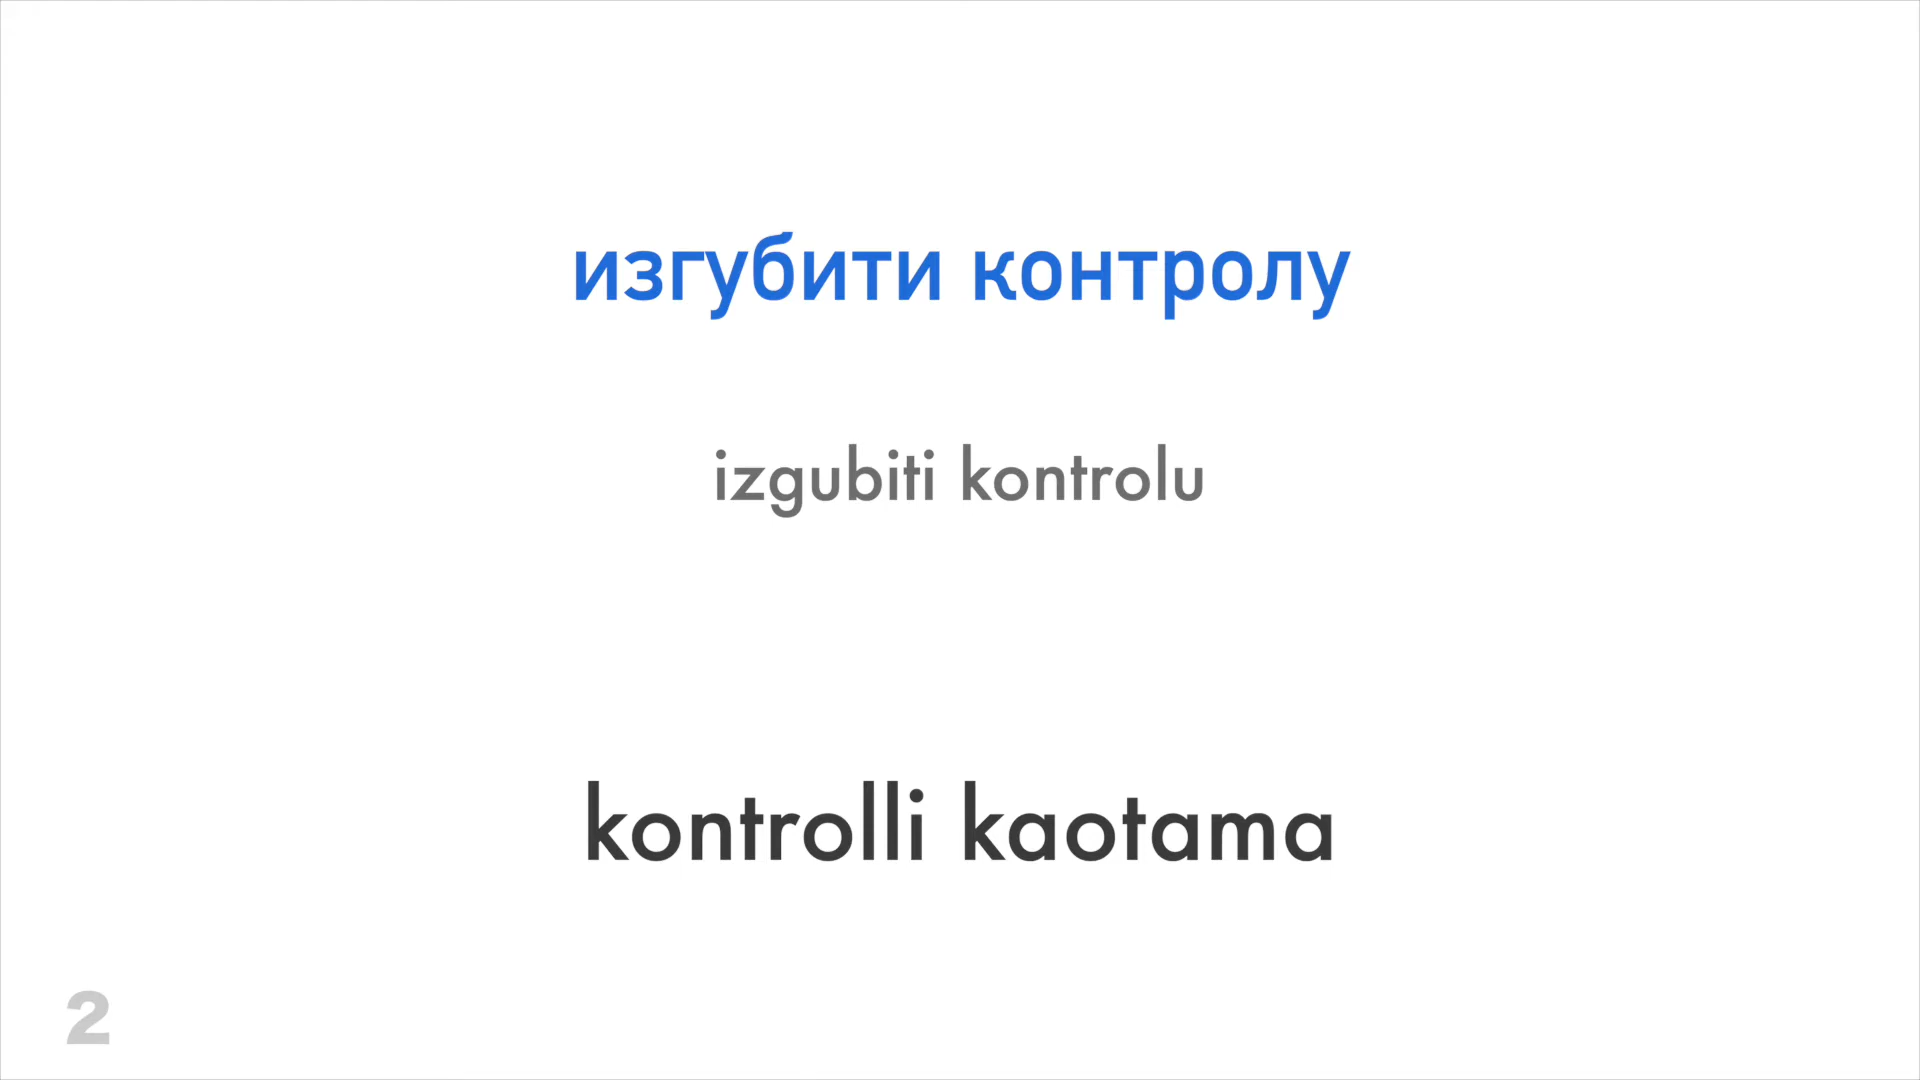 изгубити контролу
izgubiti kontrolu
kontrolli kaotama
2